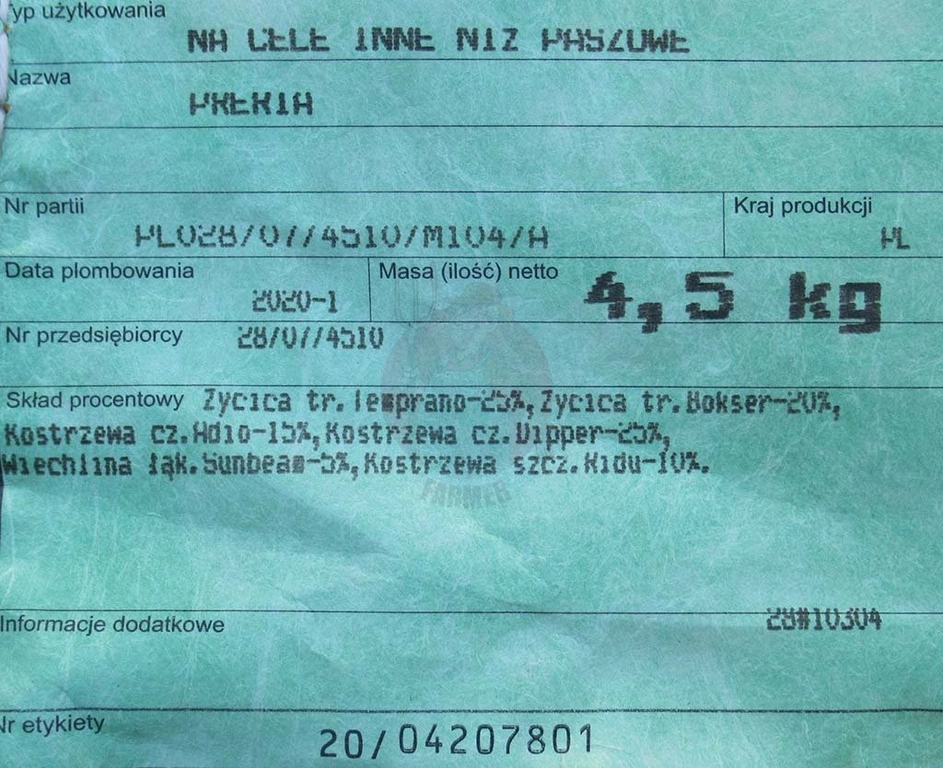 Typ użytkowania
NA CELE INNE NIŻ PASZOWE
Nazwa
PRERIA
Nr partii
Kraj produkcji
PL028/07/4510/M104/A
PL
Data plombowania
Masa (ilość) netto
4,5 kg
2020-1
Nr przedsiębiorcy 28/07/4510
Skład procentowy Życica tr.Temprano-25%,Życica tr.Bokser-20%,
Kostrzewa cz.Adio-15%,Kostrzewa cz.Dipper-25%,
Wiechlina łąk.Sunbeam-5%,Kostrzewa szcz.Ridu-10%.
FARMER
Informacje dodatkowe
28#10304
Nr etykiety
20/04207801